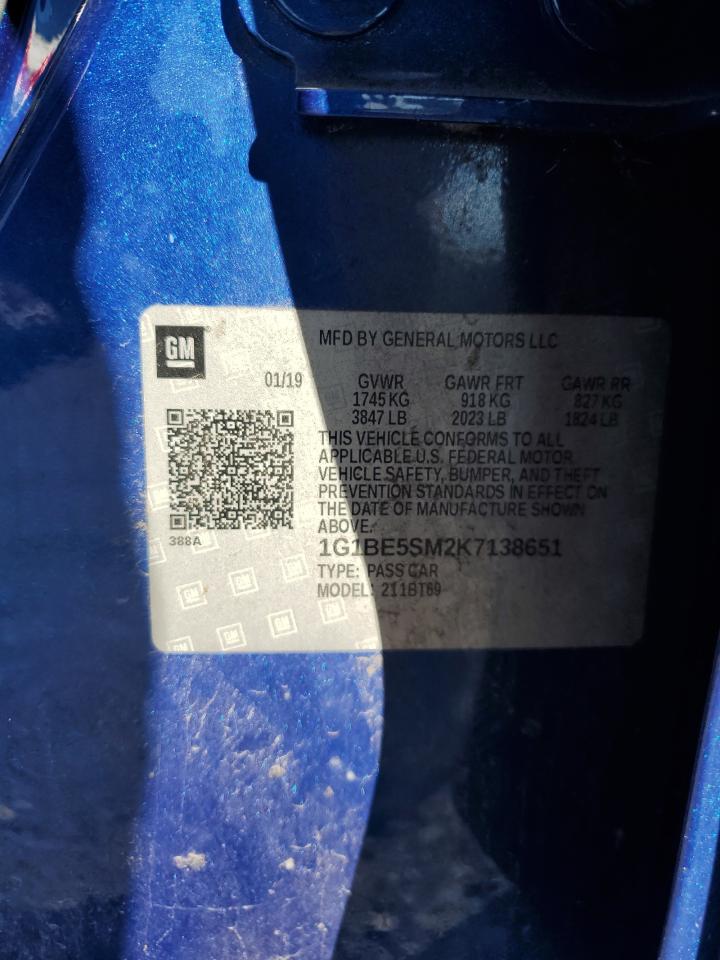 GM
MFD BY GENERAL MOTORS LLC
01/19 GVWR GAWR FRT GAWR RR
1745 KG 918 KG 827 KG
3847 LB 2023 LB 1824 LB
THIS VEHICLE CONFORMS TO ALL
APPLICABLE U.S. FEDERAL MOTOR
VEHICLE SAFETY, BUMPER, AND THEFT
PREVENTION STANDARDS IN EFFECT ON
THE DATE OF MANUFACTURE SHOWN
ABOVE.
388A
1G1BE5SM2K7138651
TYPE: PASS CAR
MODEL: 211BT69